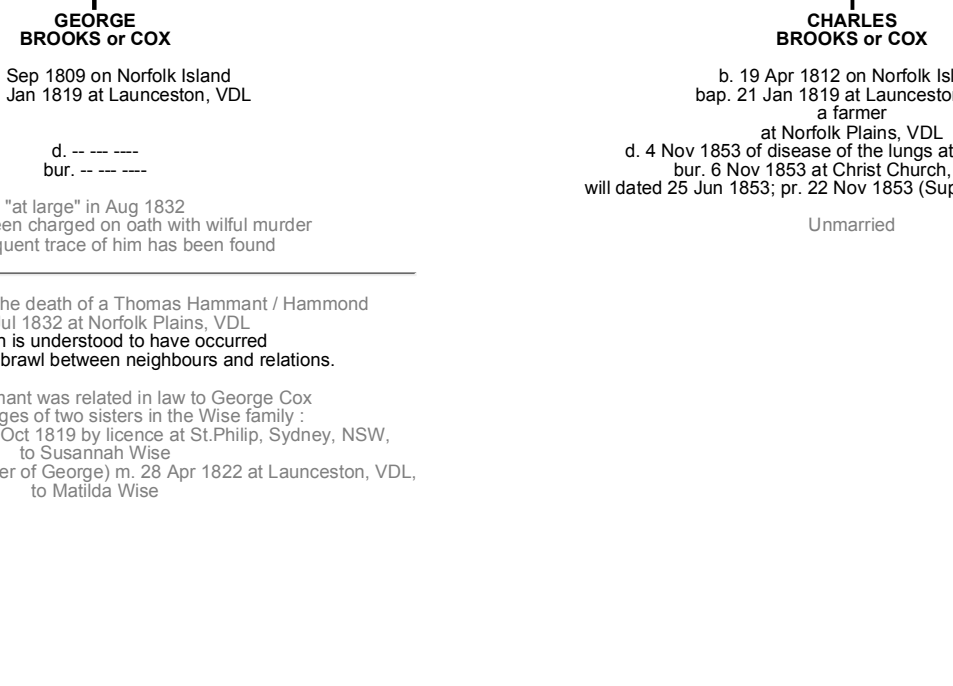 GEORGE
BROOKS or COX
Sep 1809 on Norfolk Island
Jan 1819 at Launceston, VDL
d. -- --- ----
bur. -- --- ----
"at large" in Aug 1832
een charged on oath with wilful murder
quent trace of him has been found
he death of a Thomas Hammant / Hammond
ul 1832 at Norfolk Plains, VDL
n is understood to have occurred
brawl between neighbours and relations.
nant was related in law to George Cox
ges of two sisters in the Wise family :
Oct 1819 by licence at St.Philip, Sydney, NSW,
to Susannah Wise
er of George) m. 28 Apr 1822 at Launceston, VDL,
to Matilda Wise
CHARLES
BROOKS or COX
b. 19 Apr 1812 on Norfolk Isl
bap. 21 Jan 1819 at Launcesto
a farmer
at Norfolk Plains, VDL
d. 4 Nov 1853 of disease of the lungs at
bur. 6 Nov 1853 at Christ Church,
will dated 25 Jun 1853; pr. 22 Nov 1853 (Sup
Unmarried